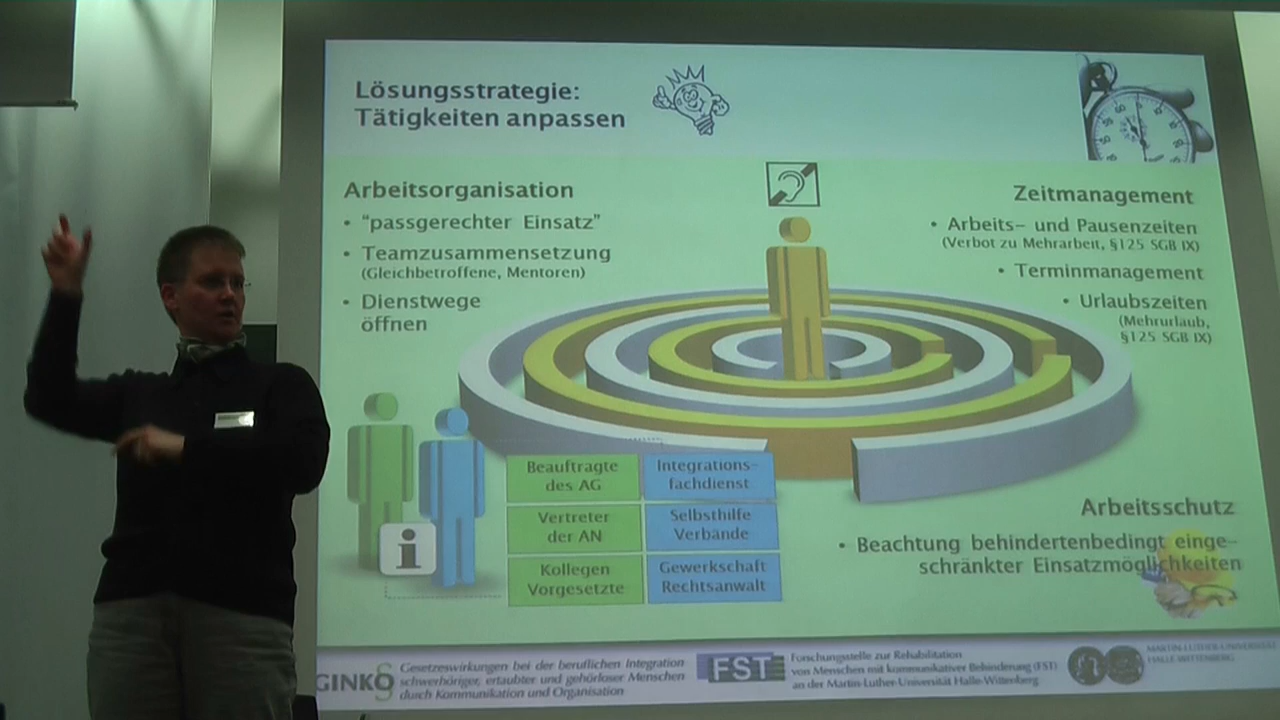 Lösungsstrategie:
Tätigkeiten anpassen
Arbeitsorganisation
• “passgerechter Einsatz”
• Teamzusammensetzung
(Gleichbetroffene, Mentoren)
• Dienstwege
öffnen
Zeitmanagement
• Arbeits- und Pausenzeiten
(Verbot zu Mehrarbeit, §125 SGB IX)
• Terminmanagement
• Urlaubszeiten
(Mehrurlaub,
§125 SGB IX)
i
Beauftragte
des AG
Integrations-
fachdienst
Vertreter
der AN
Selbsthilfe
Verbände
Kollegen
Vorgesetzte
Gewerkschaft
Rechtsanwalt
Arbeitsschutz
• Beachtung behindertenbedingt einge-
schränkter Einsatzmöglichkeiten
GINKO
§
Gesetzeswirkungen bei der beruflichen Integration
schwerhöriger, ertaubter und gehörloser Menschen
durch Kommunikation und Organisation
FST
Forschungsstelle zur Rehabilitation
von Menschen mit kommunikativer Behinderung (FST)
an der Martin-Luther-Universität Halle-Wittenberg
MARTIN-LUTHER-UNIVERSITÄT
HALLE-WITTENBERG